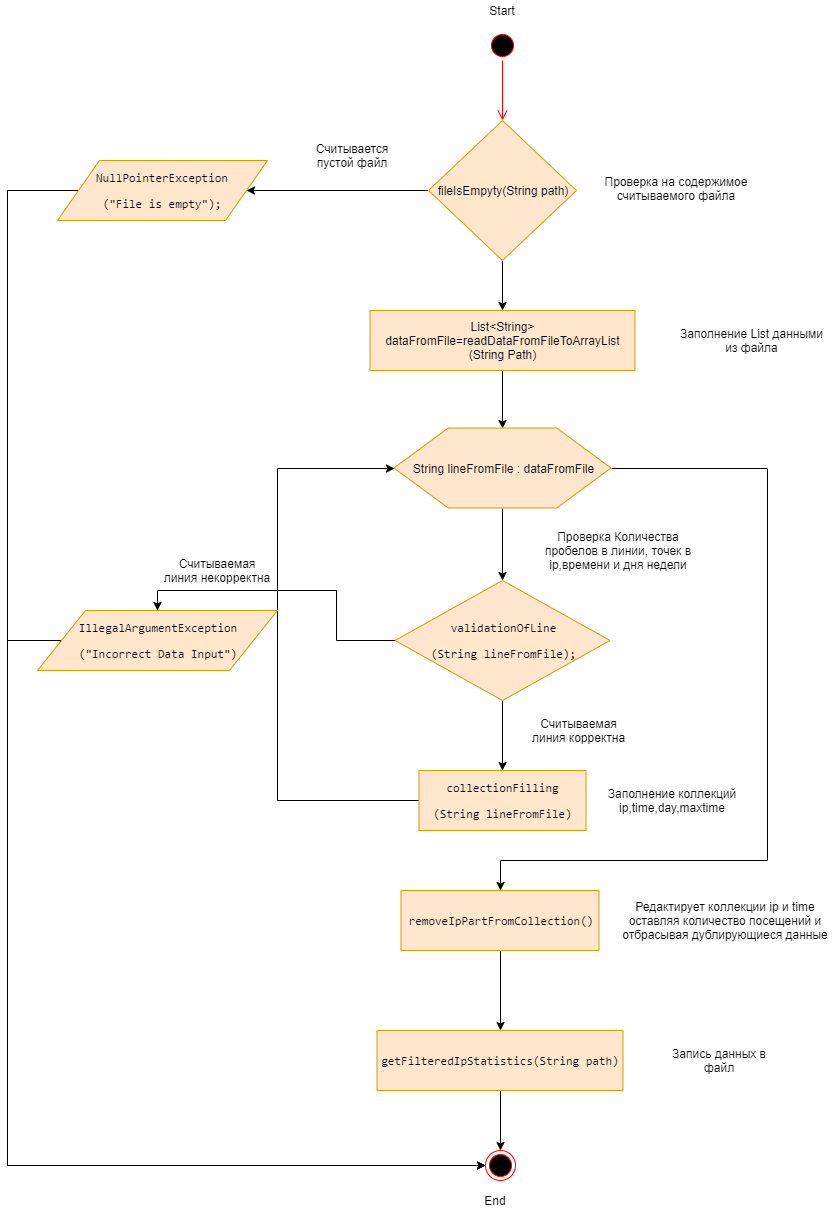 Start
Считывается
пустой файл
NullPointerException
("File is empty");
fileIsEmpyty(String path)
Проверка на содержимое
считываемого файла
List<String>
dataFromFile=readDataFromFileToArrayList
(String Path)
Заполнение List данными
из файла
String lineFromFile : dataFromFile
Проверка Количества
пробелов в линии, точек в
ip,времени и дня недели
Считываемая
линия некорректна
IllegalArgumentException
("Incorrect Data Input")
validationOfLine
(String lineFromFile);
Считываемая
линия корректна
collectionFilling
(String lineFromFile)
Заполнение коллекций
ip,time,day,maxtime
removeIpPartFromCollection()
Редактирует коллекции ip и time
оставляя количество посещений и
отбрасывая дублирующиеся данные
getFilteredIpStatistics(String path)
Запись данных в
файл
End